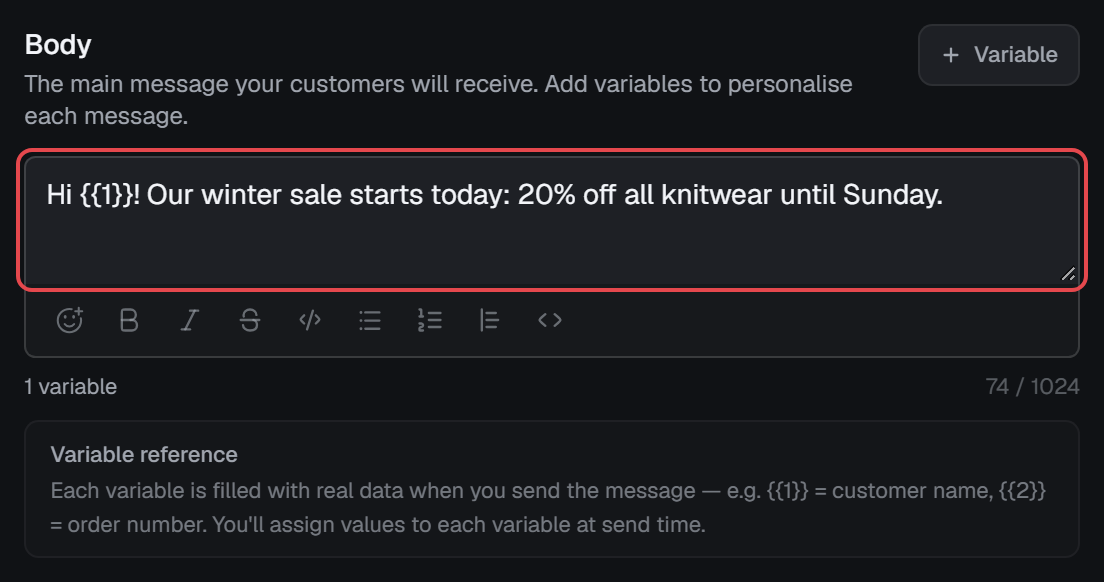 Body
+ Variable
The main message your customers will receive. Add variables to personalise
each message.
Hi {{1}}! Our winter sale starts today: 20% off all knitwear until Sunday.
1 variable
74 / 1024
Variable reference
Each variable is filled with real data when you send the message — e.g. {{1}} = customer name, {{2}}
= order number. You'll assign values to each variable at send time.